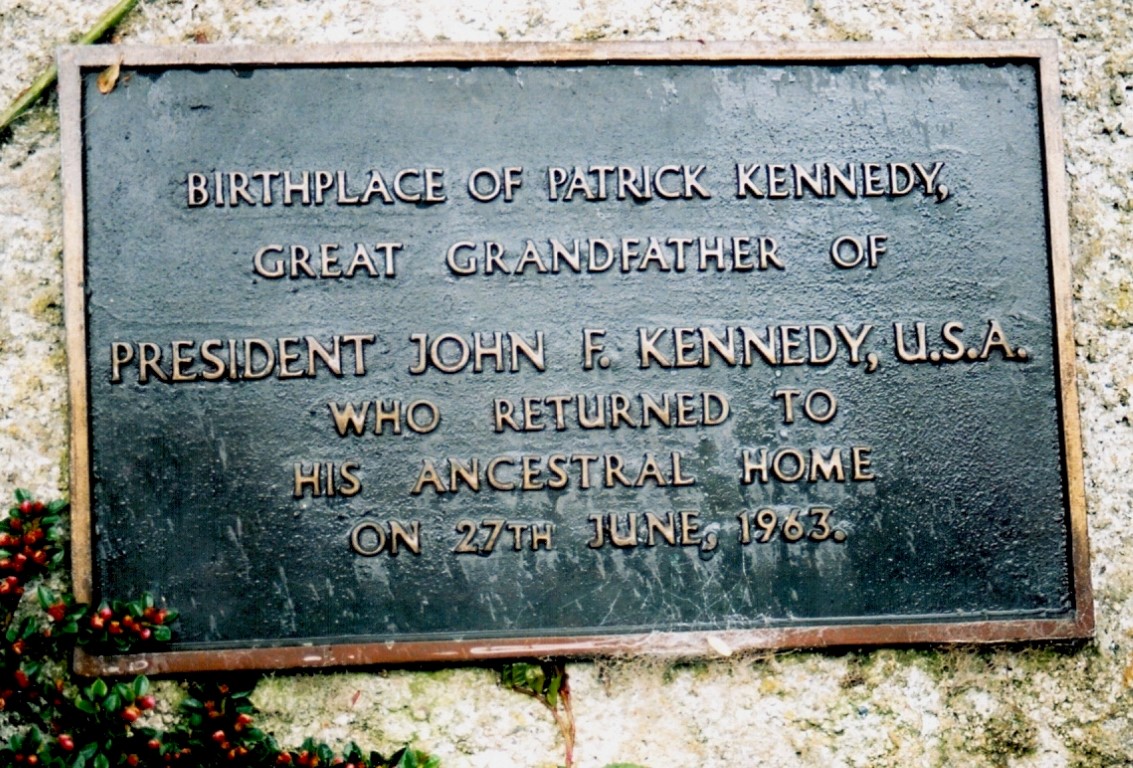 BIRTHPLACE OF PATRICK KENNEDY,
GREAT GRANDFATHER OF
PRESIDENT JOHN F. KENNEDY, U.S.A.
WHO RETURNED TO
HIS ANCESTRAL HOME
ON 27TH JUNE, 1963.